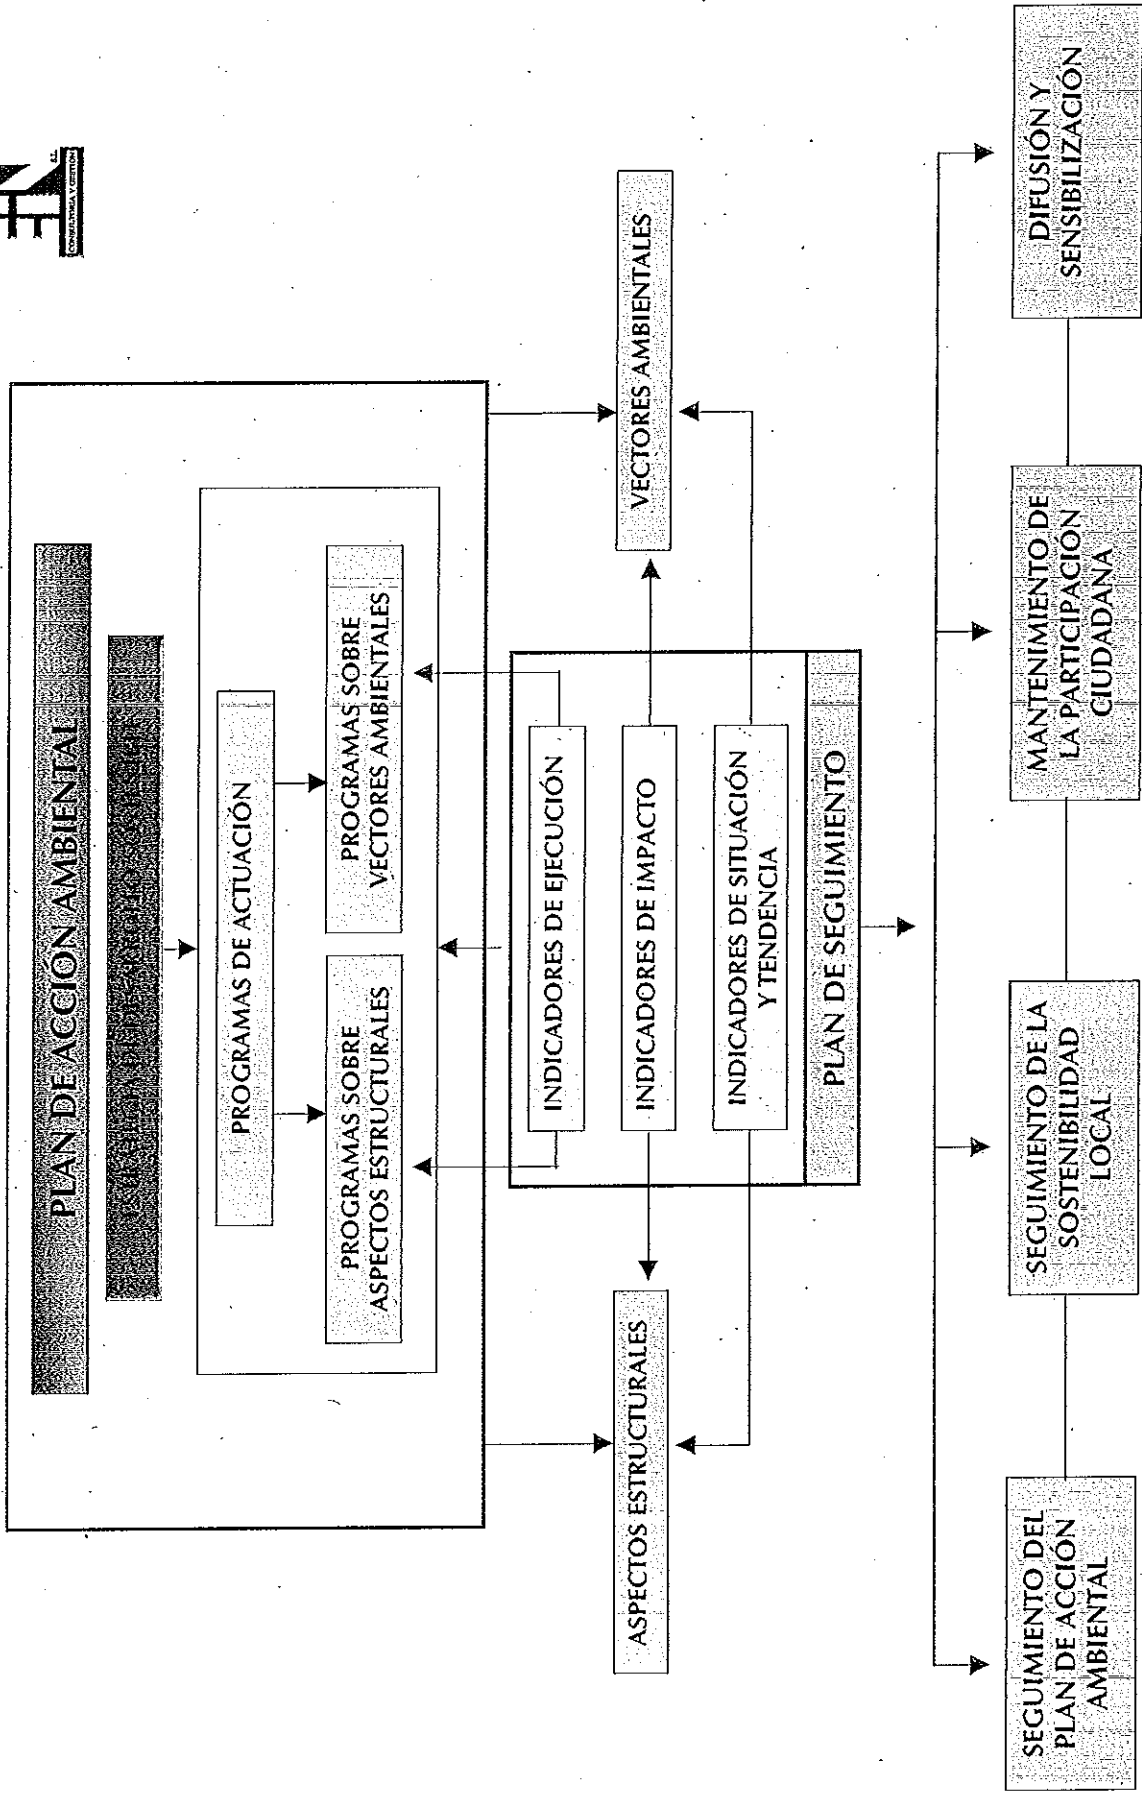 CONSULTORIA Y GESTION
S.L.
PLAN DE ACCIÓN AMBIENTAL
PROGRAMAS DE ACTUACIÓN
PROGRAMAS SOBRE
ASPECTOS ESTRUCTURALES
PROGRAMAS SOBRE
VECTORES AMBIENTALES
INDICADORES DE EJECUCIÓN
ASPECTOS ESTRUCTURALES
INDICADORES DE IMPACTO
VECTORES AMBIENTALES
INDICADORES DE SITUACIÓN
Y TENDENCIA
PLAN DE SEGUIMIENTO
SEGUIMIENTO DEL
PLAN DE ACCIÓN
AMBIENTAL
SEGUIMIENTO DE LA
SOSTENIBILIDAD
LOCAL
MANTENIMIENTO DE
LA PARTICIPACIÓN
CIUDADANA
DIFUSIÓN Y
SENSIBILIZACIÓN